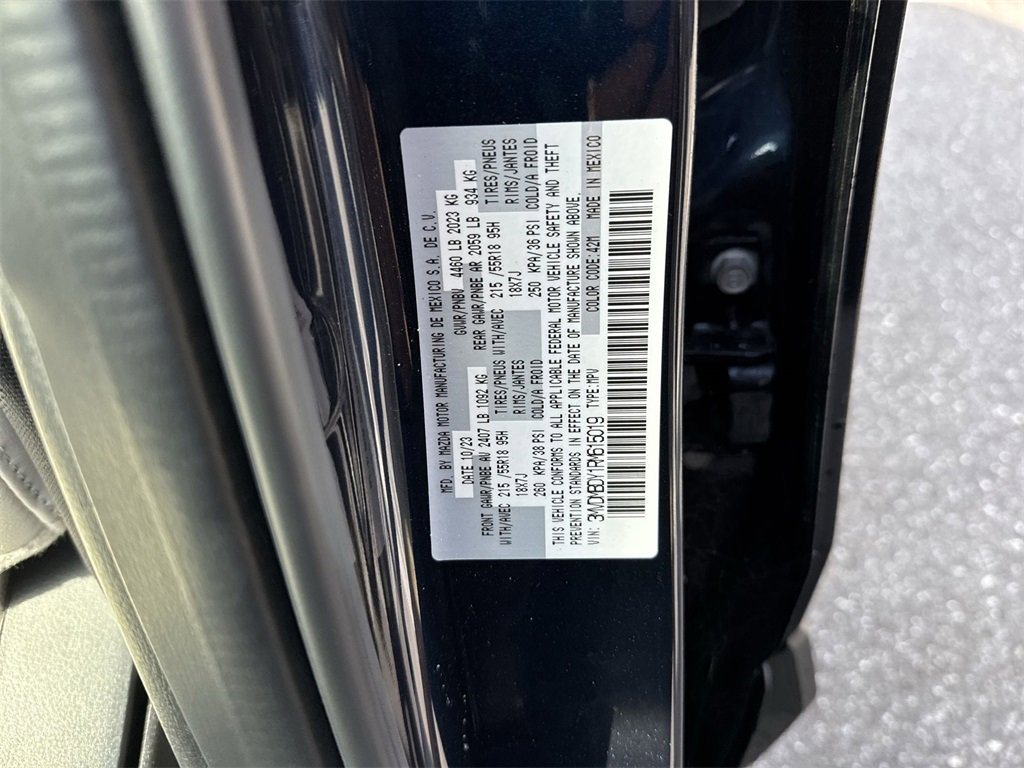 MFD. BY MAZDA MOTOR MANUFACTURING DE MEXICO S.A. DE C.V.
DATE 10/23 GVWR/PNBV 4460 LB 2023 KG
FRONT GAWR/PNBE AV 2407 LB 1092 KG REAR GAWR/PNBE AR 2059 LB 934 KG
WITH/AVEC 215 /55R18 95H TIRES/PNEUS WITH/AVEC 215 /55R18 95H TIRES/PNEUS
18X7J RIMS/JANTES 18X7J RIMS/JANTES
260 KPA/38 PSI COLD/A FROID 250 KPA/36 PSI COLD/A FROID
THIS VEHICLE CONFORMS TO ALL APPLICABLE FEDERAL MOTOR VEHICLE SAFETY AND THEFT
PREVENTION STANDARDS IN EFFECT ON THE DATE OF MANUFACTURE SHOWN ABOVE.
VIN: 3MVDMBDY1RM615019 TYPE: MPV COLOR CODE: 42M MADE IN MEXICO